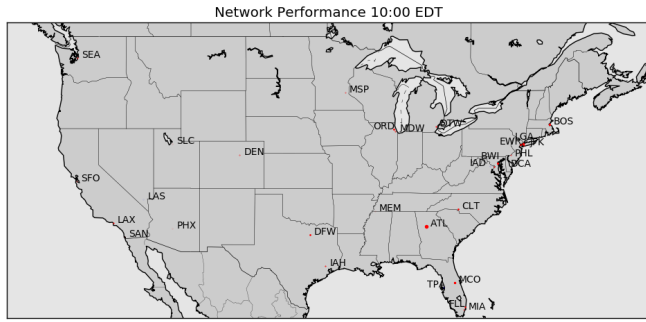 Network Performance 10:00 EDT
SEA
MSP
BOS
ORD
MDW
DTW
LGA
EWR
JFK
SLC
PHL
DEN
BWI
IAD
DCA
SFO
LAS
MEM
CLT
LAX
PHX
ATL
SAN
DFW
IAH
MCO
TPA
FLL
MIA